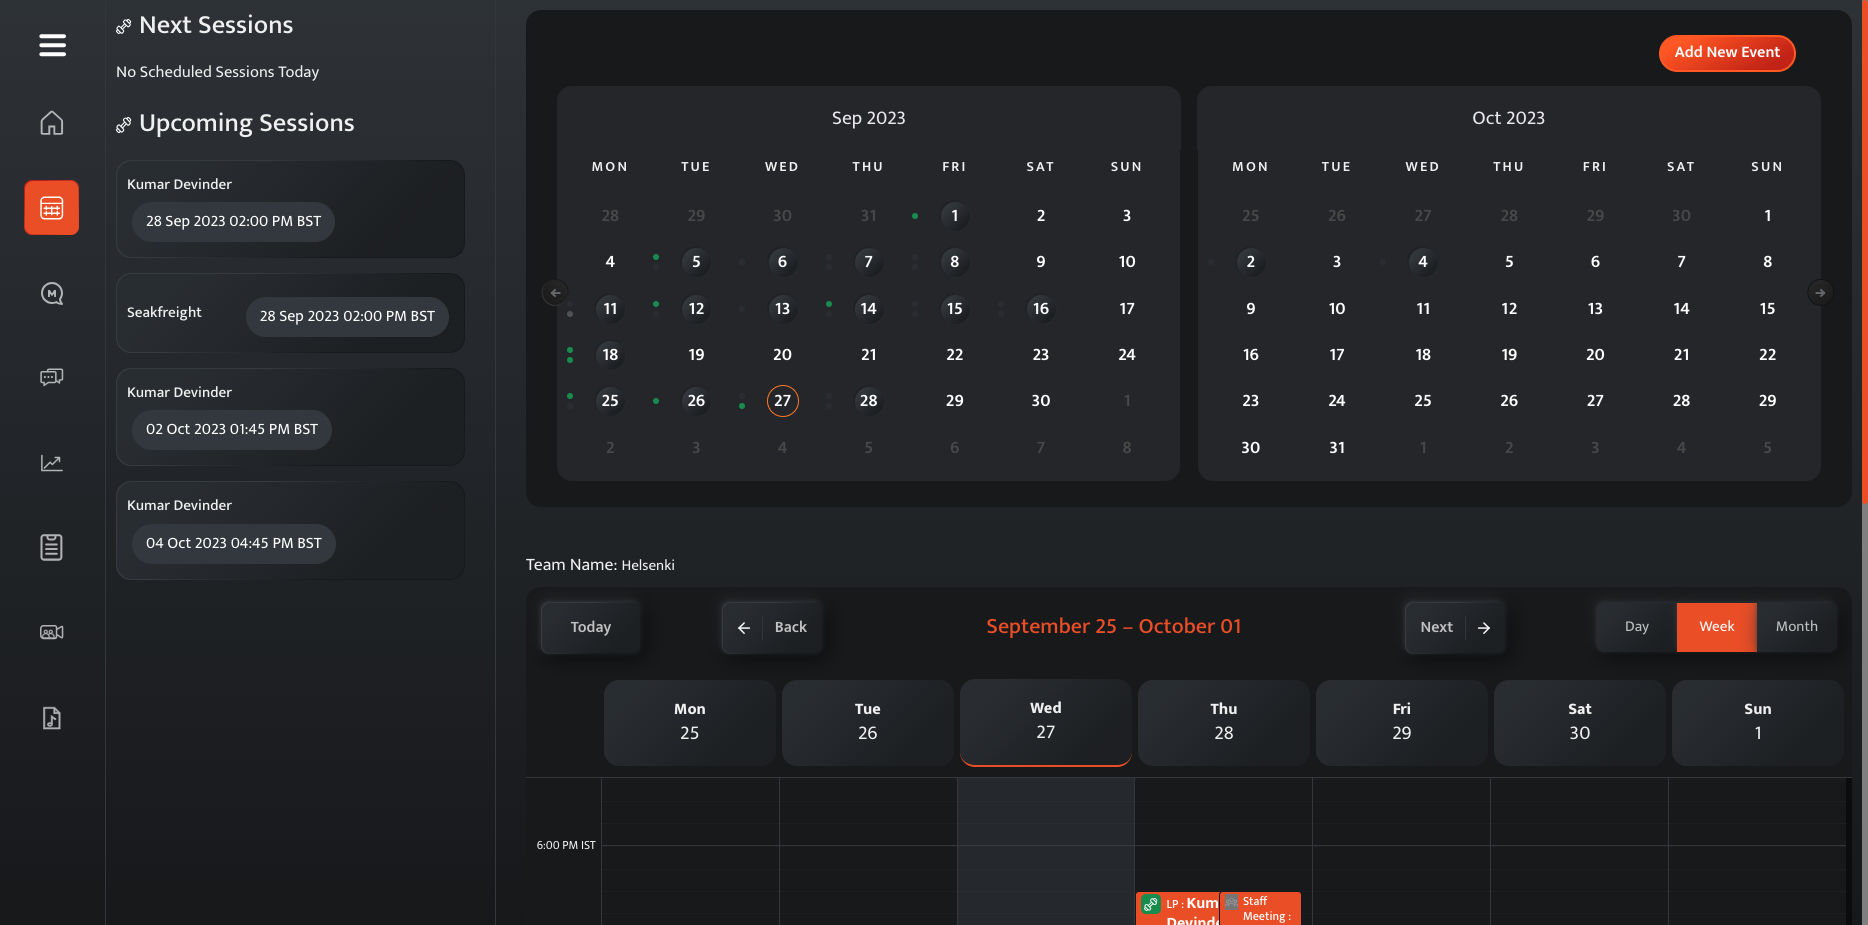 Next Sessions
No Scheduled Sessions Today
Upcoming Sessions
Kumar Devinder
28 Sep 2023 02:00 PM BST
Seakfreight 28 Sep 2023 02:00 PM BST
Kumar Devinder
02 Oct 2023 01:45 PM BST
Kumar Devinder
04 Oct 2023 04:45 PM BST
Add New Event
Sep 2023
MON TUE WED THU FRI SAT SUN
28 29 30 31 1 2 3
4 5 6 7 8 9 10
11 12 13 14 15 16 17
18 19 20 21 22 23 24
25 26 27 28 29 30 1
2 3 4 5 6 7 8
Oct 2023
MON TUE WED THU FRI SAT SUN
25 26 27 28 29 30 1
2 3 4 5 6 7 8
9 10 11 12 13 14 15
16 17 18 19 20 21 22
23 24 25 26 27 28 29
30 31 1 2 3 4 5
Team Name: Helsenki
Today Back September 25 – October 01 Next Day Week Month
Mon Tue Wed Thu Fri Sat Sun
25 26 27 28 29 30 1
6:00 PM IST
LP : Kum
Devinde
Staff
Meeting :